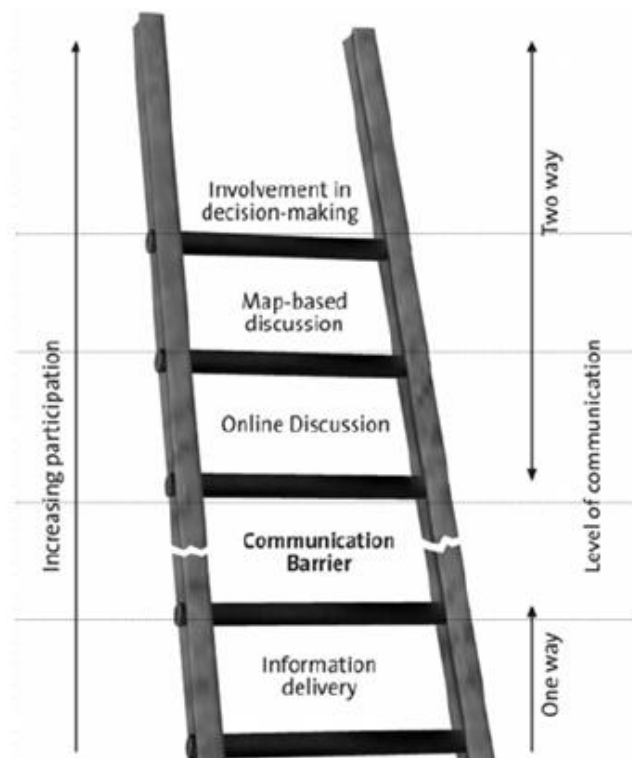 Involvement in
decision-making
Map-based
discussion
Online Discussion
Communication
Barrier
Information
delivery
Increasing participation
Two way
Level of communication
One way